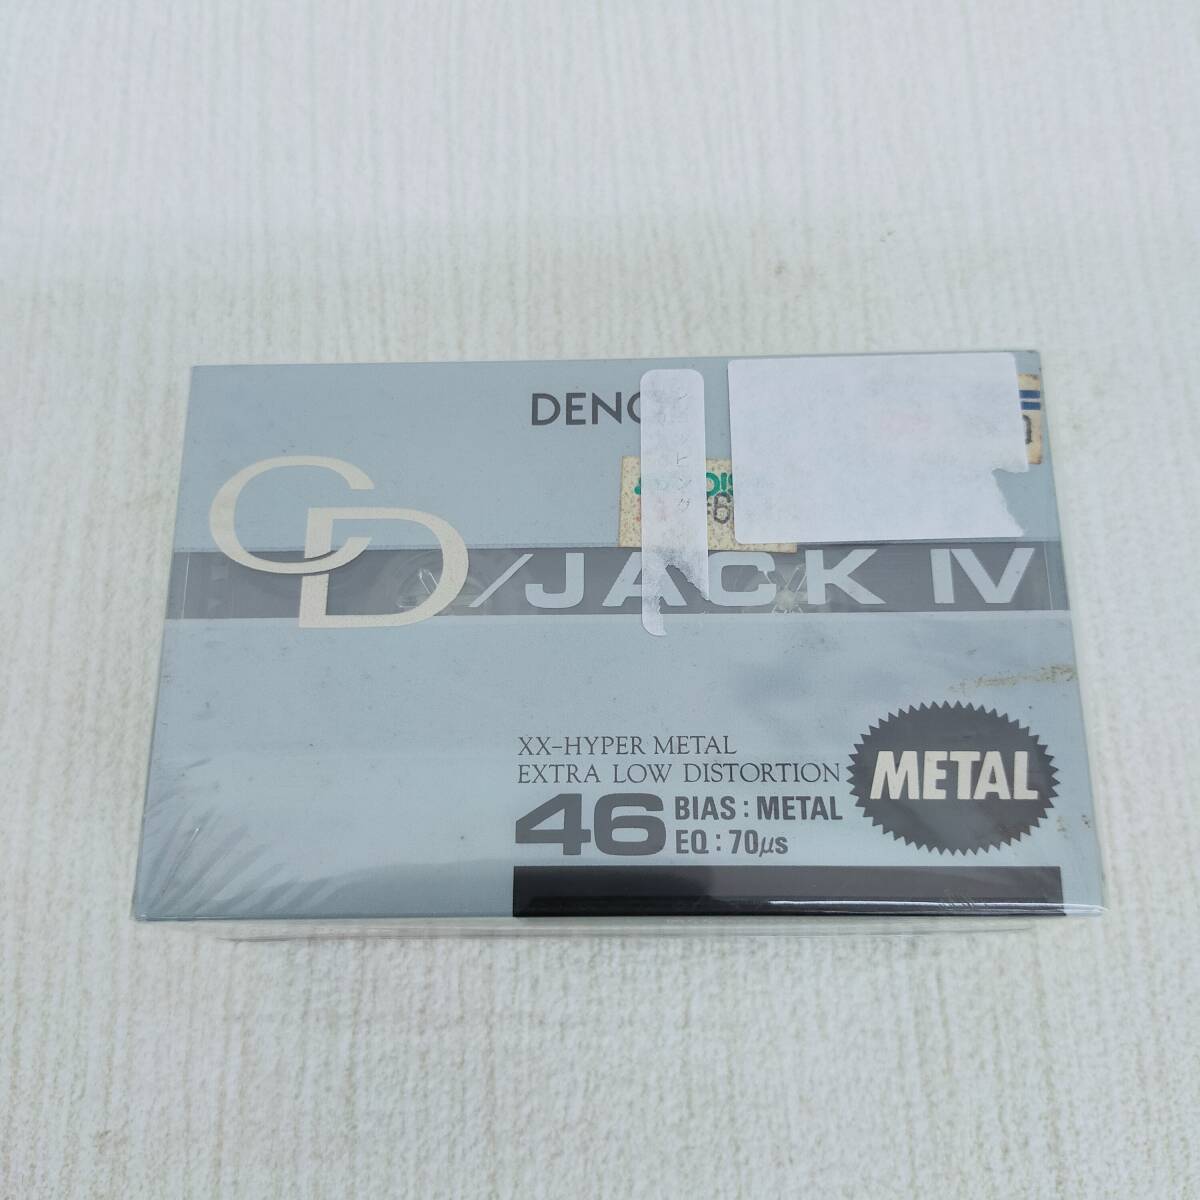 DENO
CD/JACK IV
XX-HYPER METAL
EXTRA LOW DISTORTION
46
BIAS : METAL
EQ : 70μs
METAL